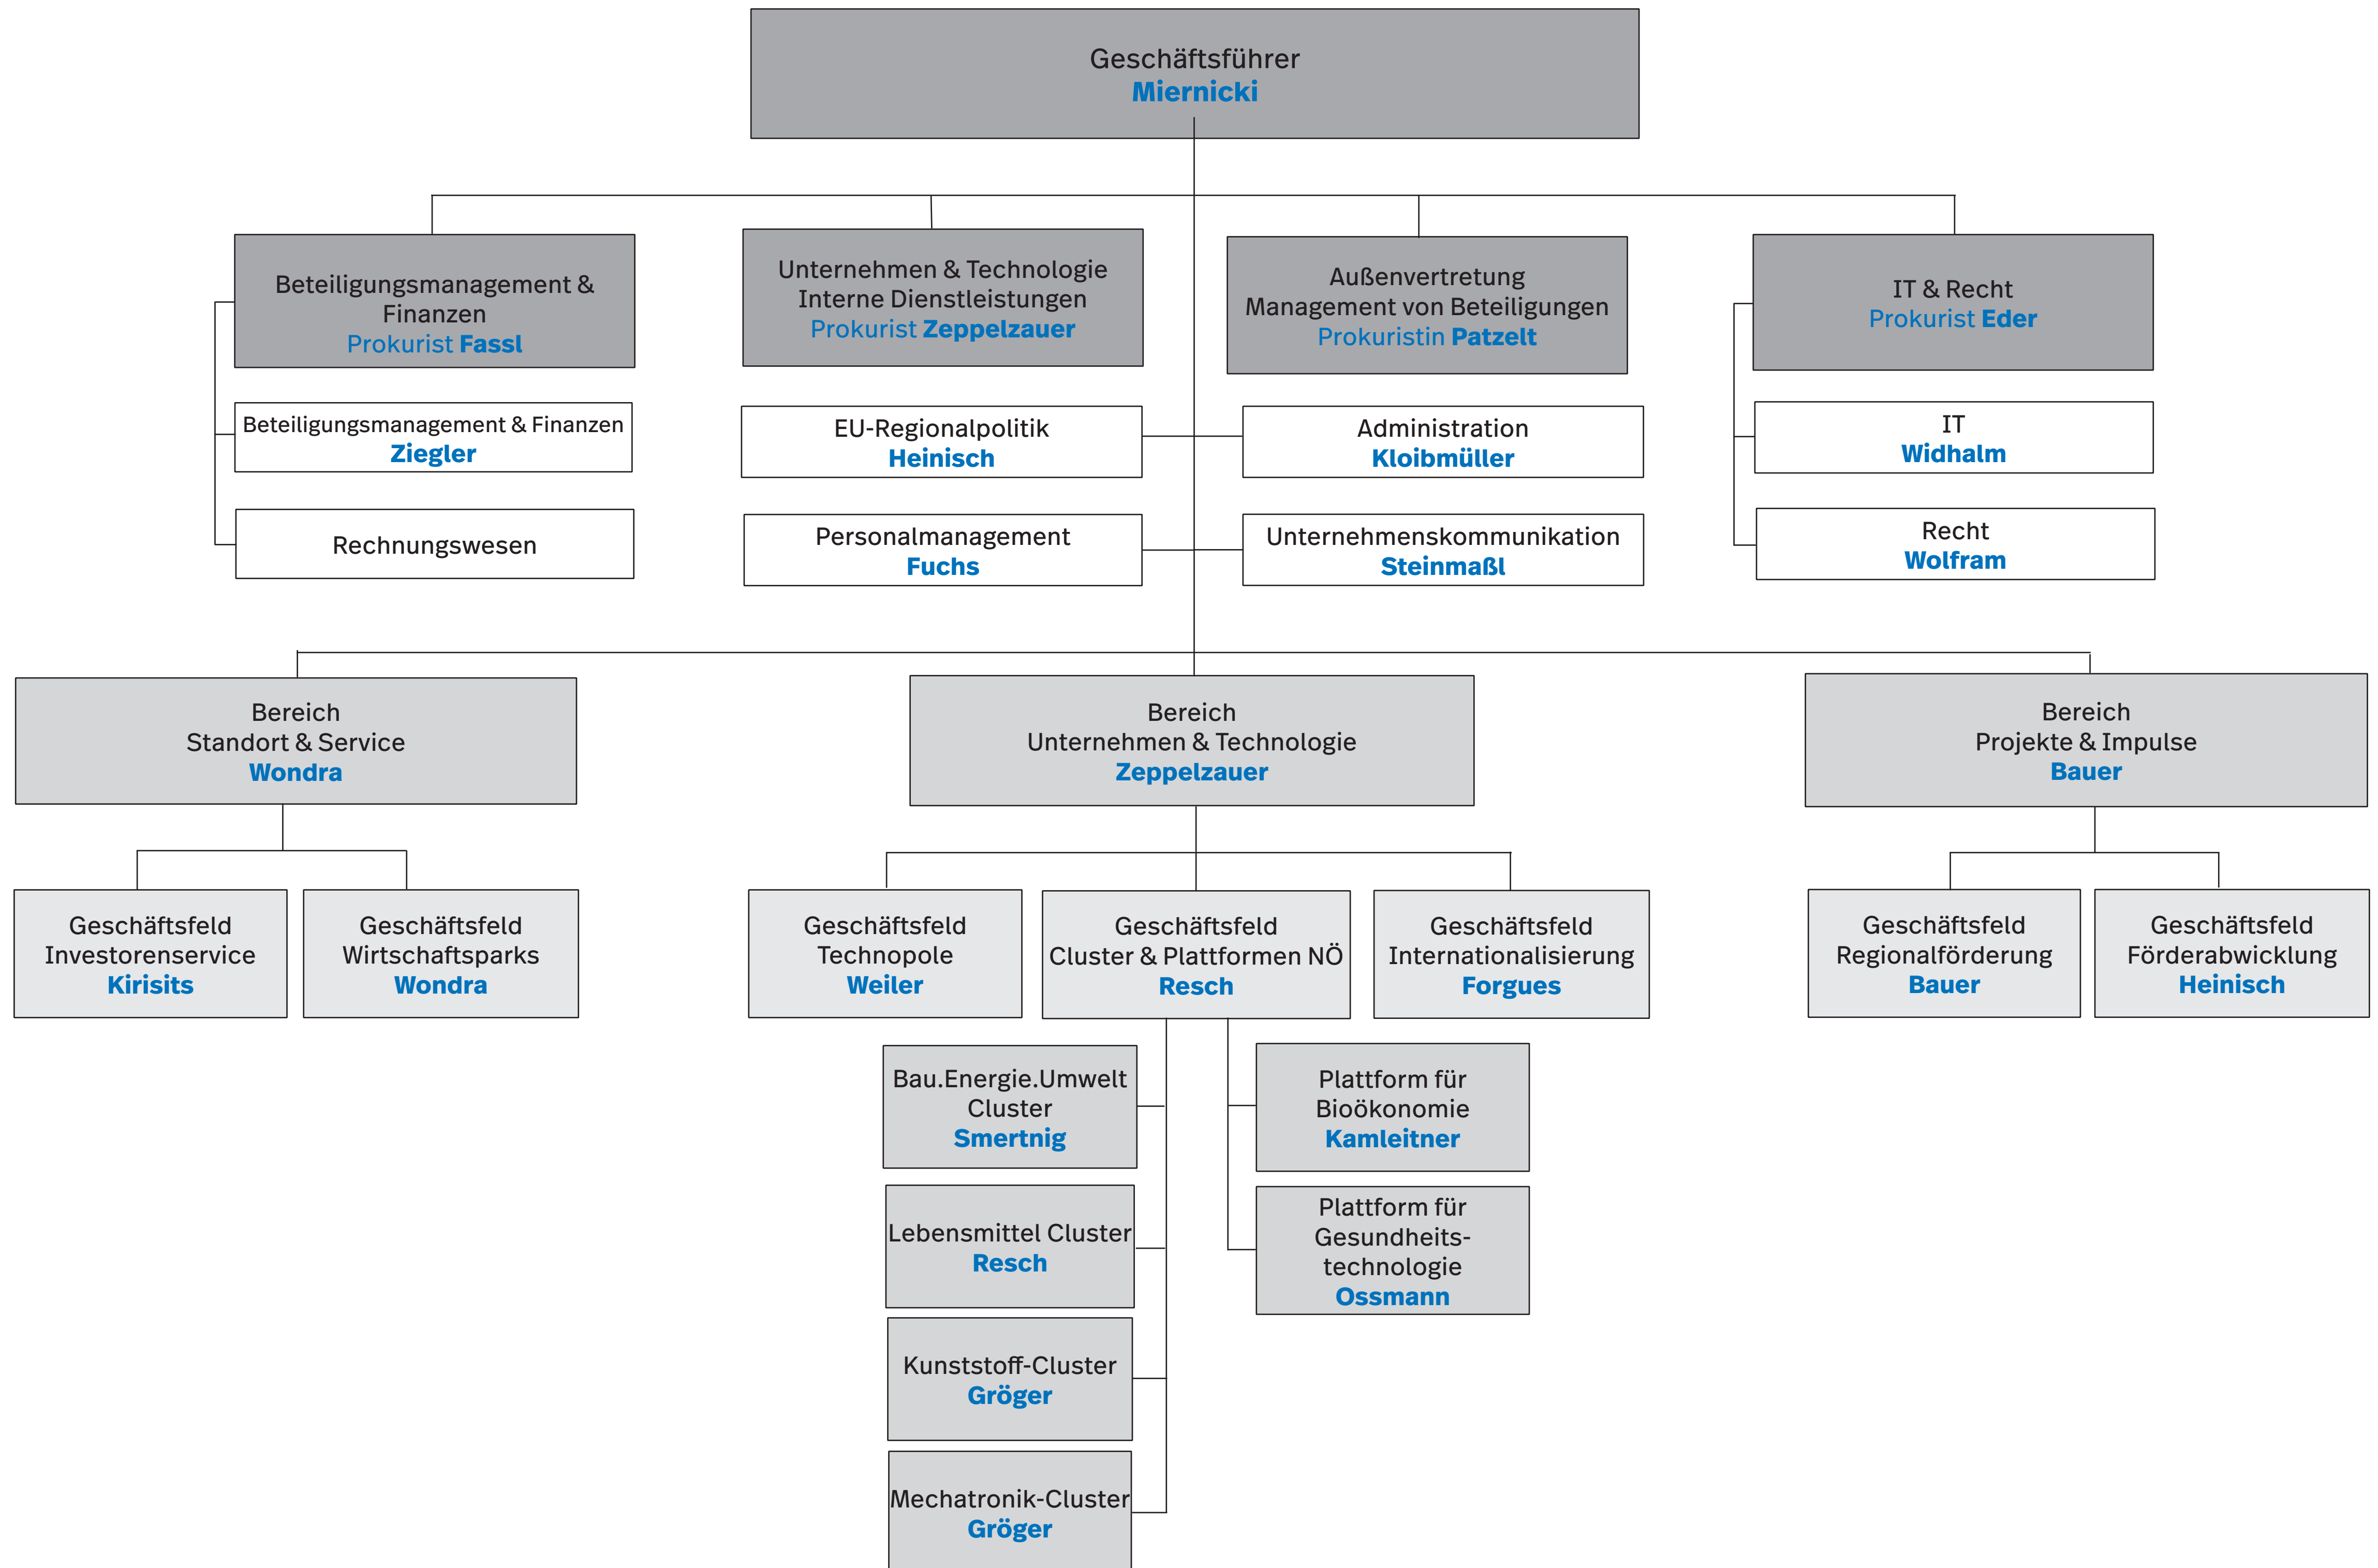 Geschäftsführer
Miernicki
Beteiligungsmanagement &
Finanzen
Prokurist Fassl
Unternehmen & Technologie
Interne Dienstleistungen
Prokurist Zeppelzauer
Außenvertretung
Management von Beteiligungen
Prokuristin Patzelt
IT & Recht
Prokurist Eder
Beteiligungsmanagement & Finanzen
Ziegler
EU-Regionalpolitik
Heinisch
Administration
Kloibmüller
IT
Widhalm
Rechnungswesen
Personalmanagement
Fuchs
Unternehmenskommunikation
Steinmaßl
Recht
Wolfram
Bereich
Standort & Service
Wondra
Bereich
Unternehmen & Technologie
Zeppelzauer
Bereich
Projekte & Impulse
Bauer
Geschäftsfeld
Investorenservice
Kirisits
Geschäftsfeld
Wirtschaftsparks
Wondra
Geschäftsfeld
Technopole
Weiler
Geschäftsfeld
Cluster & Plattformen NÖ
Resch
Geschäftsfeld
Internationalisierung
Forgues
Geschäftsfeld
Regionalförderung
Bauer
Geschäftsfeld
Förderabwicklung
Heinisch
Bau.Energie.Umwelt
Cluster
Smertnig
Plattform für
Bioökonomie
Kamleitner
Lebensmittel Cluster
Resch
Plattform für
Gesundheits-
technologie
Ossmann
Kunststoff-Cluster
Gröger
Mechatronik-Cluster
Gröger